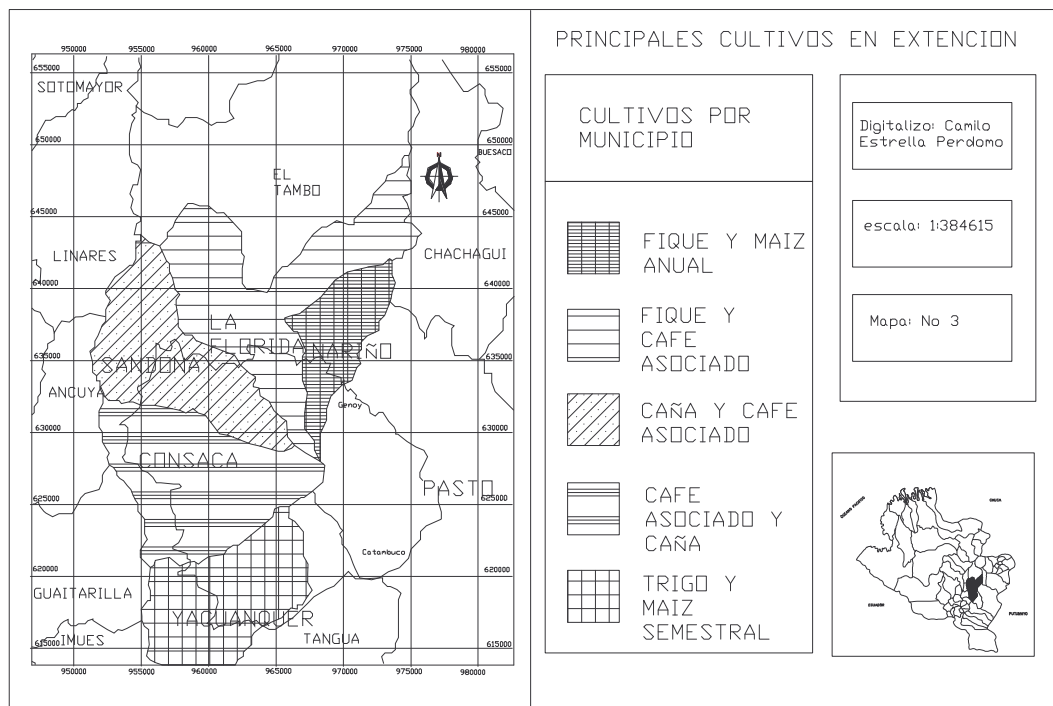 950000 955000 960000 965000 970000 975000 980000
655000 655000
SOTOMAYOR
650000 650000
BUESACO
N
EL
TAMBO
645000 645000
LINARES
CHACHAGUI
640000 640000
LA
FLORIDA
NARIÑO
635000 635000
SANDONA
ANCUYA
Genoy
630000 630000
CONSACA
PASTO
625000 625000
Catambuco
620000 620000
GUAITARILLA
YACUANQUER
IMUES
TANGUA
615000 615000
950000 955000 960000 965000 970000 975000 980000
PRINCIPALES CULTIVOS EN EXTENCION
CULTIVOS POR
MUNICIPIO
FIQUE Y MAIZ
ANUAL
FIQUE Y
CAFE
ASOCIADO
CAÑA Y CAFE
ASOCIADO
CAFE
ASOCIADO Y
CAÑA
TRIGO Y
MAIZ
SEMESTRAL
Digitalizo: Camilo
Estrella Perdomo
escala: 1:384615
Mapa: No 3
OCEANO PACIFICO
CAUCA
ECUADOR
PUTUMAYO